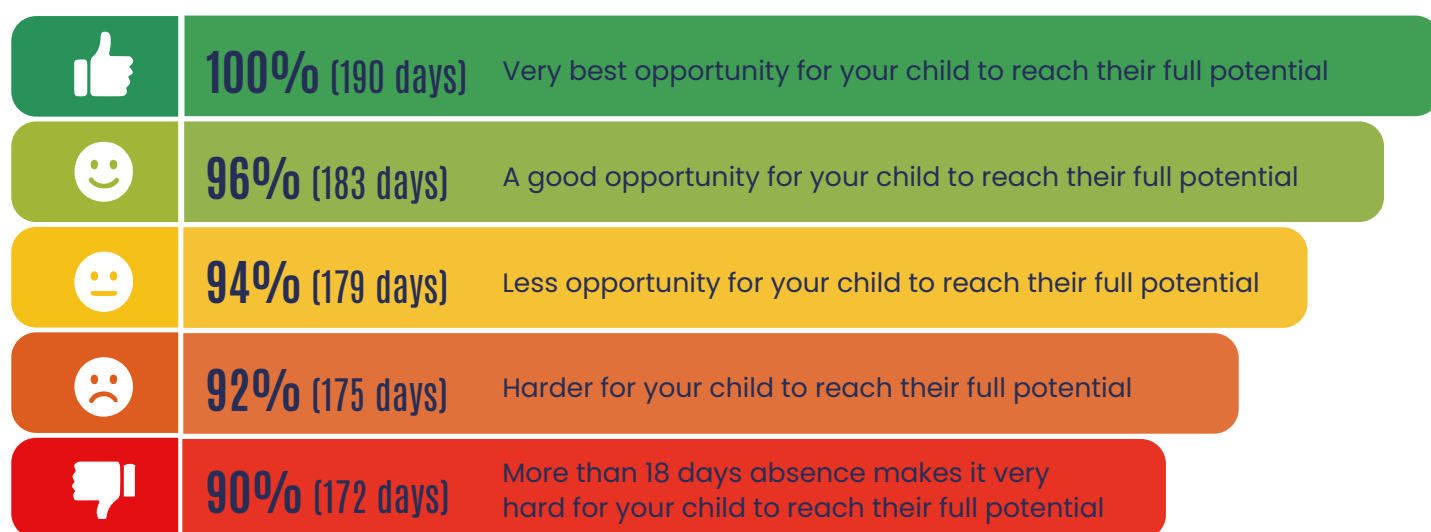 100% (190 days) Very best opportunity for your child to reach their full potential
96% (183 days) A good opportunity for your child to reach their full potential
94% (179 days) Less opportunity for your child to reach their full potential
92% (175 days) Harder for your child to reach their full potential
90% (172 days) More than 18 days absence makes it very
hard for your child to reach their full potential